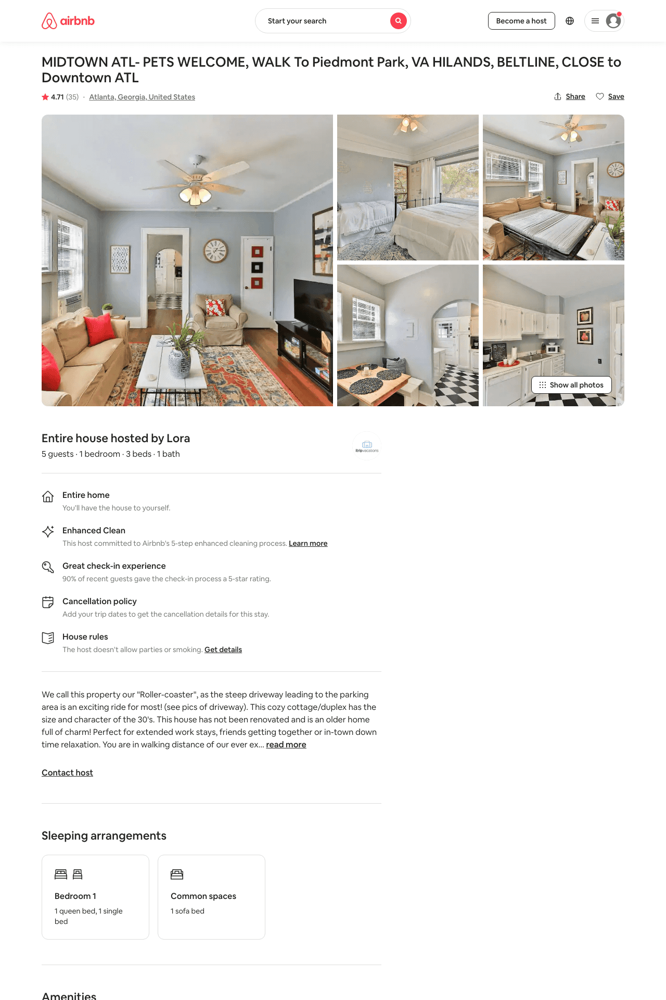 airbnb
Start your search
Become a host
MIDTOWN ATL- PETS WELCOME, WALK To Piedmont Park, VA HILANDS, BELTLINE, CLOSE to
Downtown ATL
4.71 (35) · Atlanta, Georgia, United States
Share
Save
Show all photos
Entire house hosted by Lora
5 guests · 1 bedroom · 3 beds · 1 bath
itripvacations
Entire home
You’ll have the house to yourself.
Enhanced Clean
This host committed to Airbnb's 5-step enhanced cleaning process. Learn more
Great check-in experience
90% of recent guests gave the check-in process a 5-star rating.
Cancellation policy
Add your trip dates to get the cancellation details for this stay.
House rules
The host doesn’t allow parties or smoking. Get details
We call this property our "Roller-coaster", as the steep driveway leading to the parking
area is an exciting ride for most! (see pics of driveway). This cozy cottage/duplex has the
size and character of the 30's. This house has not been renovated and is an older home
full of charm! Perfect for extended work stays, friends getting together or in-town down
time relaxation. You are in walking distance of our ever ex... read more
Contact host
Sleeping arrangements
Bedroom 1
1 queen bed, 1 single
bed
Common spaces
1 sofa bed
Amenities